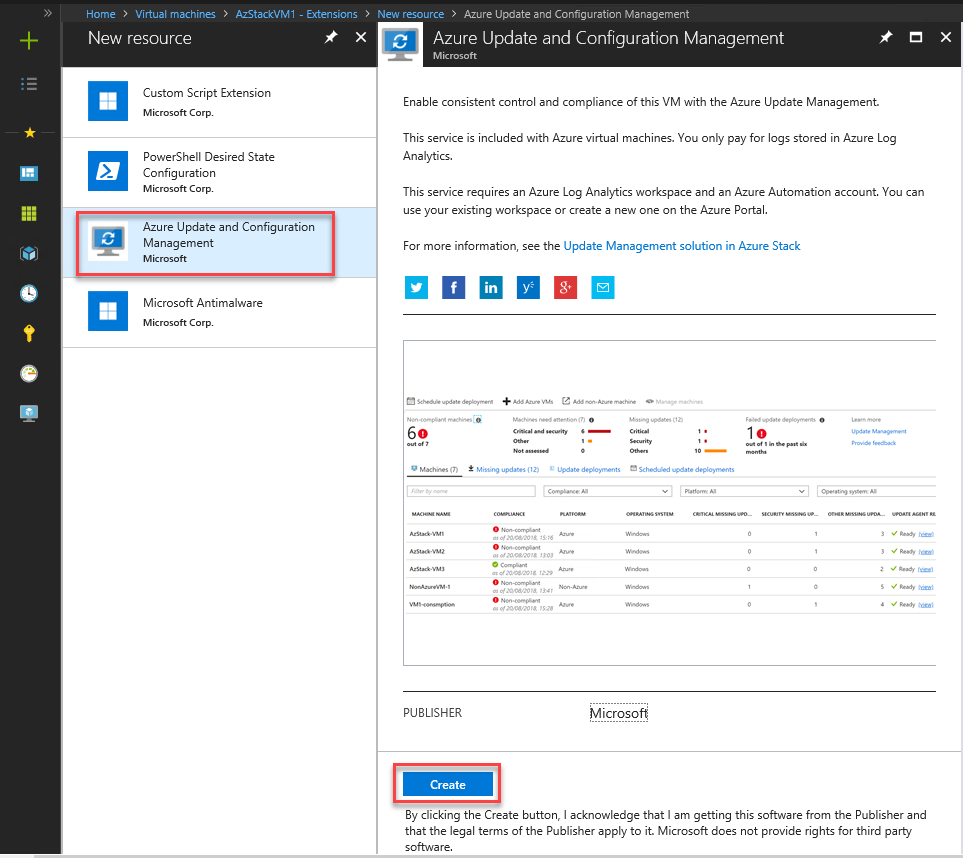 Home > Virtual machines > AzStackVM1 - Extensions > New resource > Azure Update and Configuration Management
New resource
Custom Script Extension
Microsoft Corp.
PowerShell Desired State
Configuration
Microsoft Corp.
Azure Update and Configuration
Management
Microsoft
Microsoft Antimalware
Microsoft Corp.
Azure Update and Configuration Management
Microsoft
Enable consistent control and compliance of this VM with the Azure Update Management.
This service is included with Azure virtual machines. You only pay for logs stored in Azure Log
Analytics.
This service requires an Azure Log Analytics workspace and an Azure Automation account. You can
use your existing workspace or create a new one on the Azure Portal.
For more information, see the Update Management solution in Azure Stack
Schedule update deployment Add Azure VMs Add non-Azure machine Manage machines
Non-compliant machines Machines need attention (7) Missing updates (12) Failed update deployments Learn more
6 Critical and security 6 Critical 1 1 Update Management
out of 7 Other 1 Security 1 out of 1 in the past six Provide feedback
Not assessed 0 Others 10 months
Machines (7) Missing updates (12) Update deployments Scheduled update deployments
Filter by name Compliance: All Platform: All Operating system: All
MACHINE NAME COMPLIANCE PLATFORM OPERATING SYSTEM CRITICAL MISSING UPD... SECURITY MISSING UP... OTHER MISSING UPDA... UPDATE AGENT RE
AzStack-VM1 Non-compliant Azure Windows 0 1 3 Ready (view)
as of 20/08/2018, 15:16
AzStack-VM2 Non-compliant Azure Windows 0 1 3 Ready (view)
as of 20/08/2018, 13:03
AzStack-VM3 Compliant Azure Windows 0 0 2 Ready (view)
as of 20/08/2018, 12:29
NonAzureVM-1 Non-compliant Non-Azure Windows 1 0 5 Ready (view)
as of 20/08/2018, 13:41
VM1-consmption Non-compliant Azure Windows 0 1 4 Ready (view)
as of 20/08/2018, 15:28
PUBLISHER Microsoft
Create
By clicking the Create button, I acknowledge that I am getting this software from the Publisher and
that the legal terms of the Publisher apply to it. Microsoft does not provide rights for third party
software.